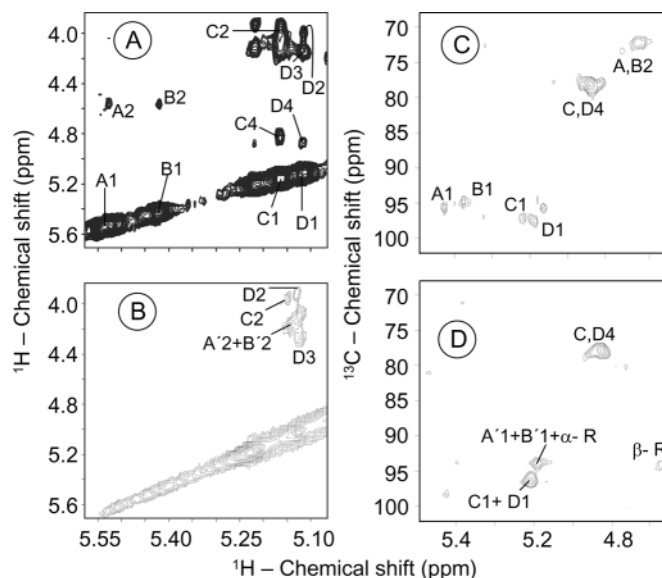 A
C2
D3
D2
A2
B2
C4
D4
A1
B1
C1
D1
4.0
4.4
4.8
5.2
5.6
¹H – Chemical shift (ppm)
B
D2
C2
A´2+B´2
D3
4.0
4.4
4.8
5.2
5.6
5.55
5.40
5.25
5.10
C
A,B2
C,D4
A1
B1
C1
D1
70
75
80
85
90
95
100
¹³C – Chemical shift (ppm)
D
C,D4
A´1+B´1+α- R
β- R
C1+ D1
70
75
80
85
90
95
100
5.4
5.2
4.8
¹H – Chemical shift (ppm)